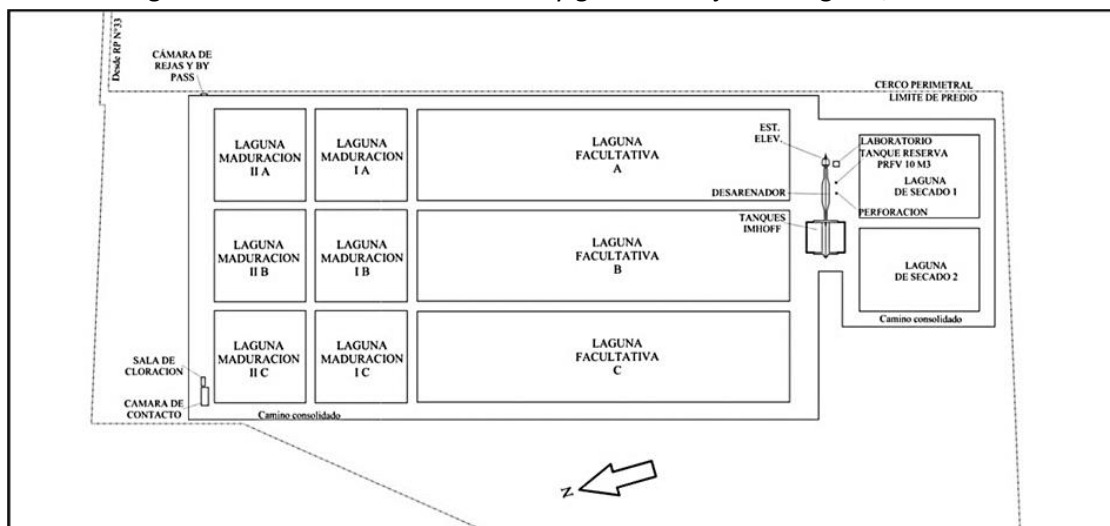 Desde RP N°33
CÁMARA DE
REJAS Y BY
PASS
CERCO PERIMETRAL
LIMITE DE PREDIO
LAGUNA
MADURACION
II A
LAGUNA
MADURACION
I A
LAGUNA
FACULTATIVA
A
EST.
ELEV.
LABORATORIO
TANQUE RESERVA
PRFV 10 M3
LAGUNA
DE SECADO 1
DESARENADOR
PERFORACION
TANQUES
IMHOFF
LAGUNA
MADURACION
II B
LAGUNA
MADURACION
I B
LAGUNA
FACULTATIVA
B
LAGUNA
DE SECADO 2
Camino consolidado
LAGUNA
MADURACION
II C
LAGUNA
MADURACION
I C
LAGUNA
FACULTATIVA
C
SALA DE
CLORACION
CAMARA DE
CONTACTO
Camino consolidado
N